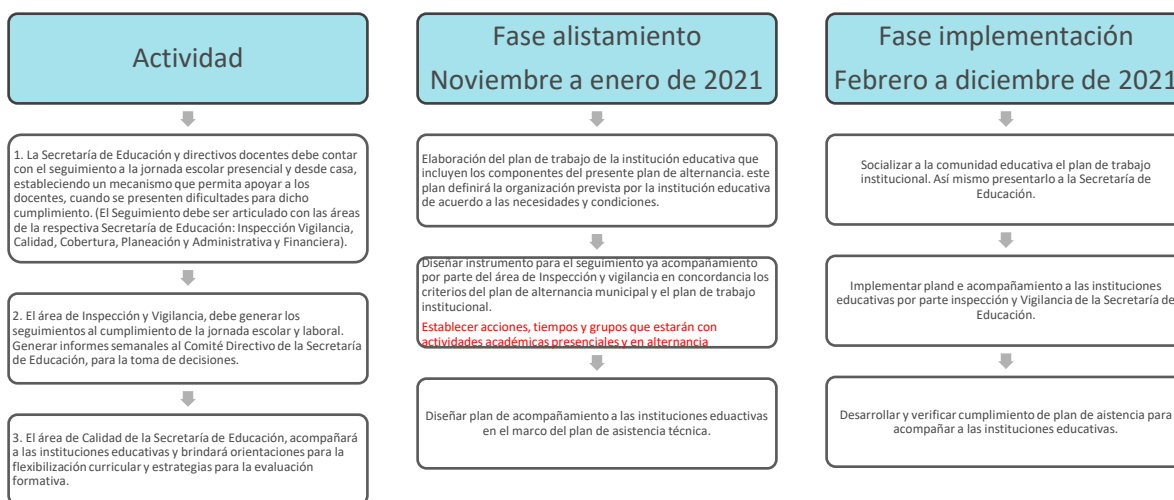 Actividad
1. La Secretaría de Educación y directivos docentes debe contar
con el seguimiento a la jornada escolar presencial y desde casa,
estableciendo un mecanismo que permita apoyar a los
docentes, cuando se presenten dificultades para dicho
cumplimiento. (El Seguimiento debe ser articulado con las áreas
de la respectiva Secretaría de Educación: Inspección Vigilancia,
Calidad, Cobertura, Planeación y Administrativa y Financiera).
2. El área de Inspección y Vigilancia, debe generar los
seguimientos al cumplimiento de la jornada escolar y laboral.
Generar informes semanales al Comité Directivo de la Secretaría
de Educación, para la toma de decisiones.
3. El área de Calidad de la Secretaría de Educación, acompañará
a las instituciones educativas y brindará orientaciones para la
flexibilización curricular y estrategias para la evaluación
formativa.
Fase alistamiento
Noviembre a enero de 2021
Elaboración del plan de trabajo de la institución educativa que
incluyen los componentes del presente plan de alternancia. este
plan definirá la organización prevista por la institución educativa
de acuerdo a las necesidades y condiciones.
Diseñar instrumento para el seguimiento ya acompañamiento
por parte del área de Inspección y vigilancia en concordancia los
criterios del plan de alternancia municipal y el plan de trabajo
institucional.
Establecer acciones, tiempos y grupos que estarán con
actividades académicas presenciales y en alternancia
Diseñar plan de acompañamiento a las instituciones eduactivas
en el marco del plan de asistencia técnica.
Fase implementación
Febrero a diciembre de 2021
Socializar a la comunidad educativa el plan de trabajo
institucional. Así mismo presentarlo a la Secretaría de
Educación.
Implementar pland e acompañamiento a las instituciones
educativas por parte inspección y Vigilancia de la Secretaría de
Educación.
Desarrollar y verificar cumplimiento de plan de aistencia para
acompañar a las instituciones educativas.